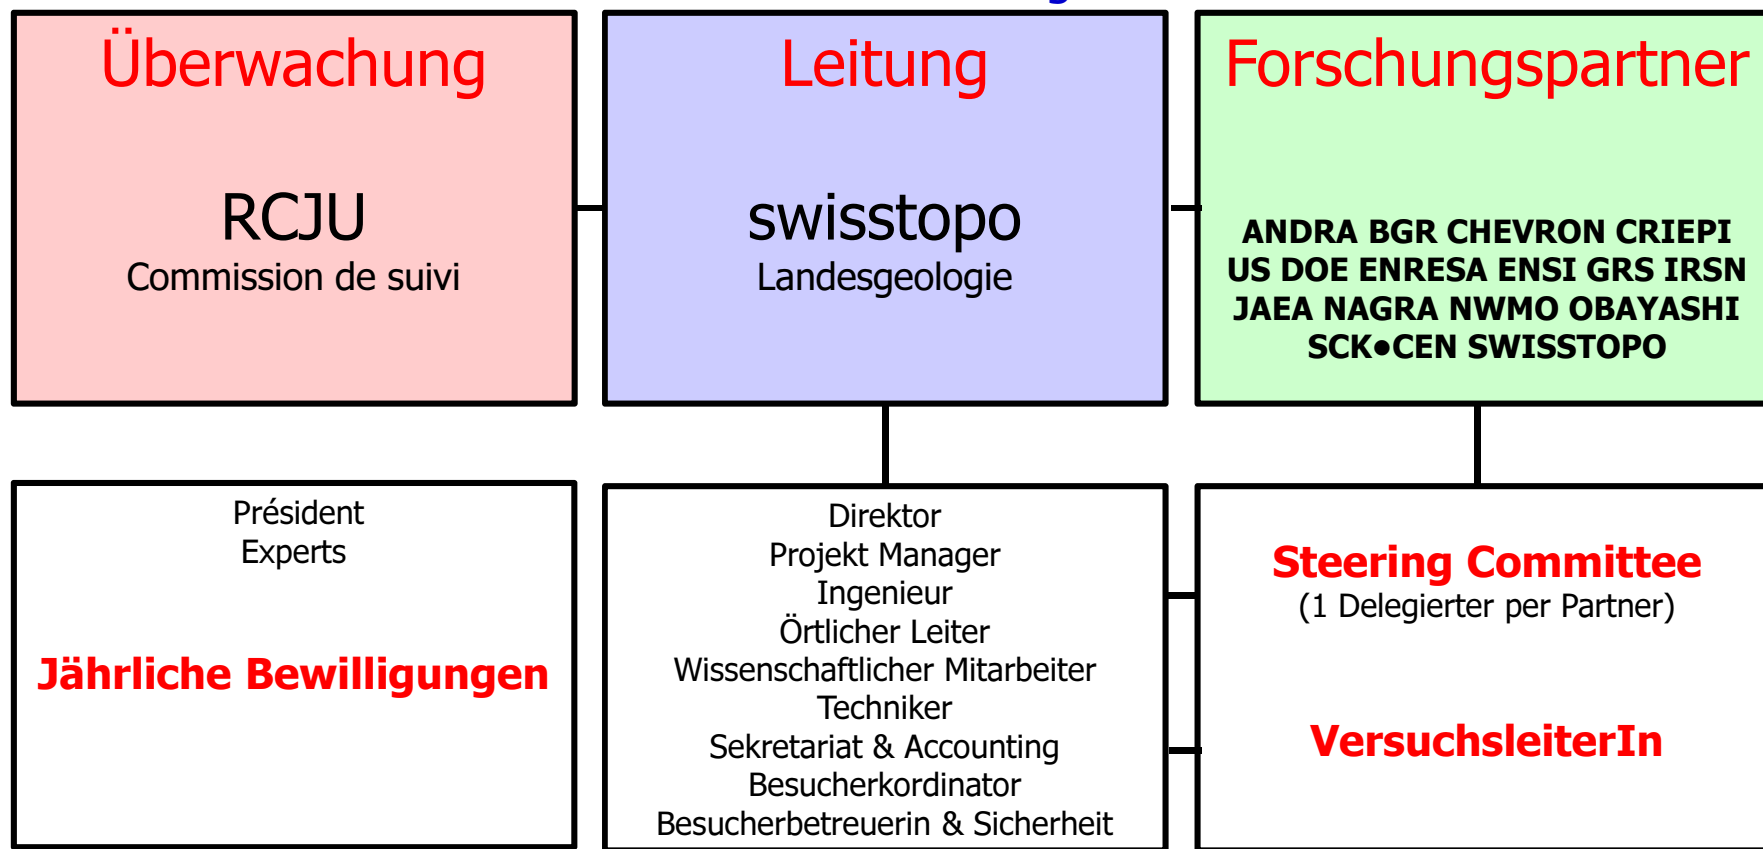 Überwachung
RCJU
Commission de suivi
Leitung
swisstopo
Landesgeologie
Forschungspartner
ANDRA BGR CHEVRON CRIEPI
US DOE ENRESA ENSI GRS IRSN
JAEA NAGRA NWMO OBAYASHI
SCK●CEN SWISSTOPO
Président
Experts
Jährliche Bewilligungen
Direktor
Projekt Manager
Ingenieur
Örtlicher Leiter
Wissenschaftlicher Mitarbeiter
Techniker
Sekretariat & Accounting
Besucherkordinator
Besucherbetreuerin & Sicherheit
Steering Committee
(1 Delegierter per Partner)
VersuchsleiterIn